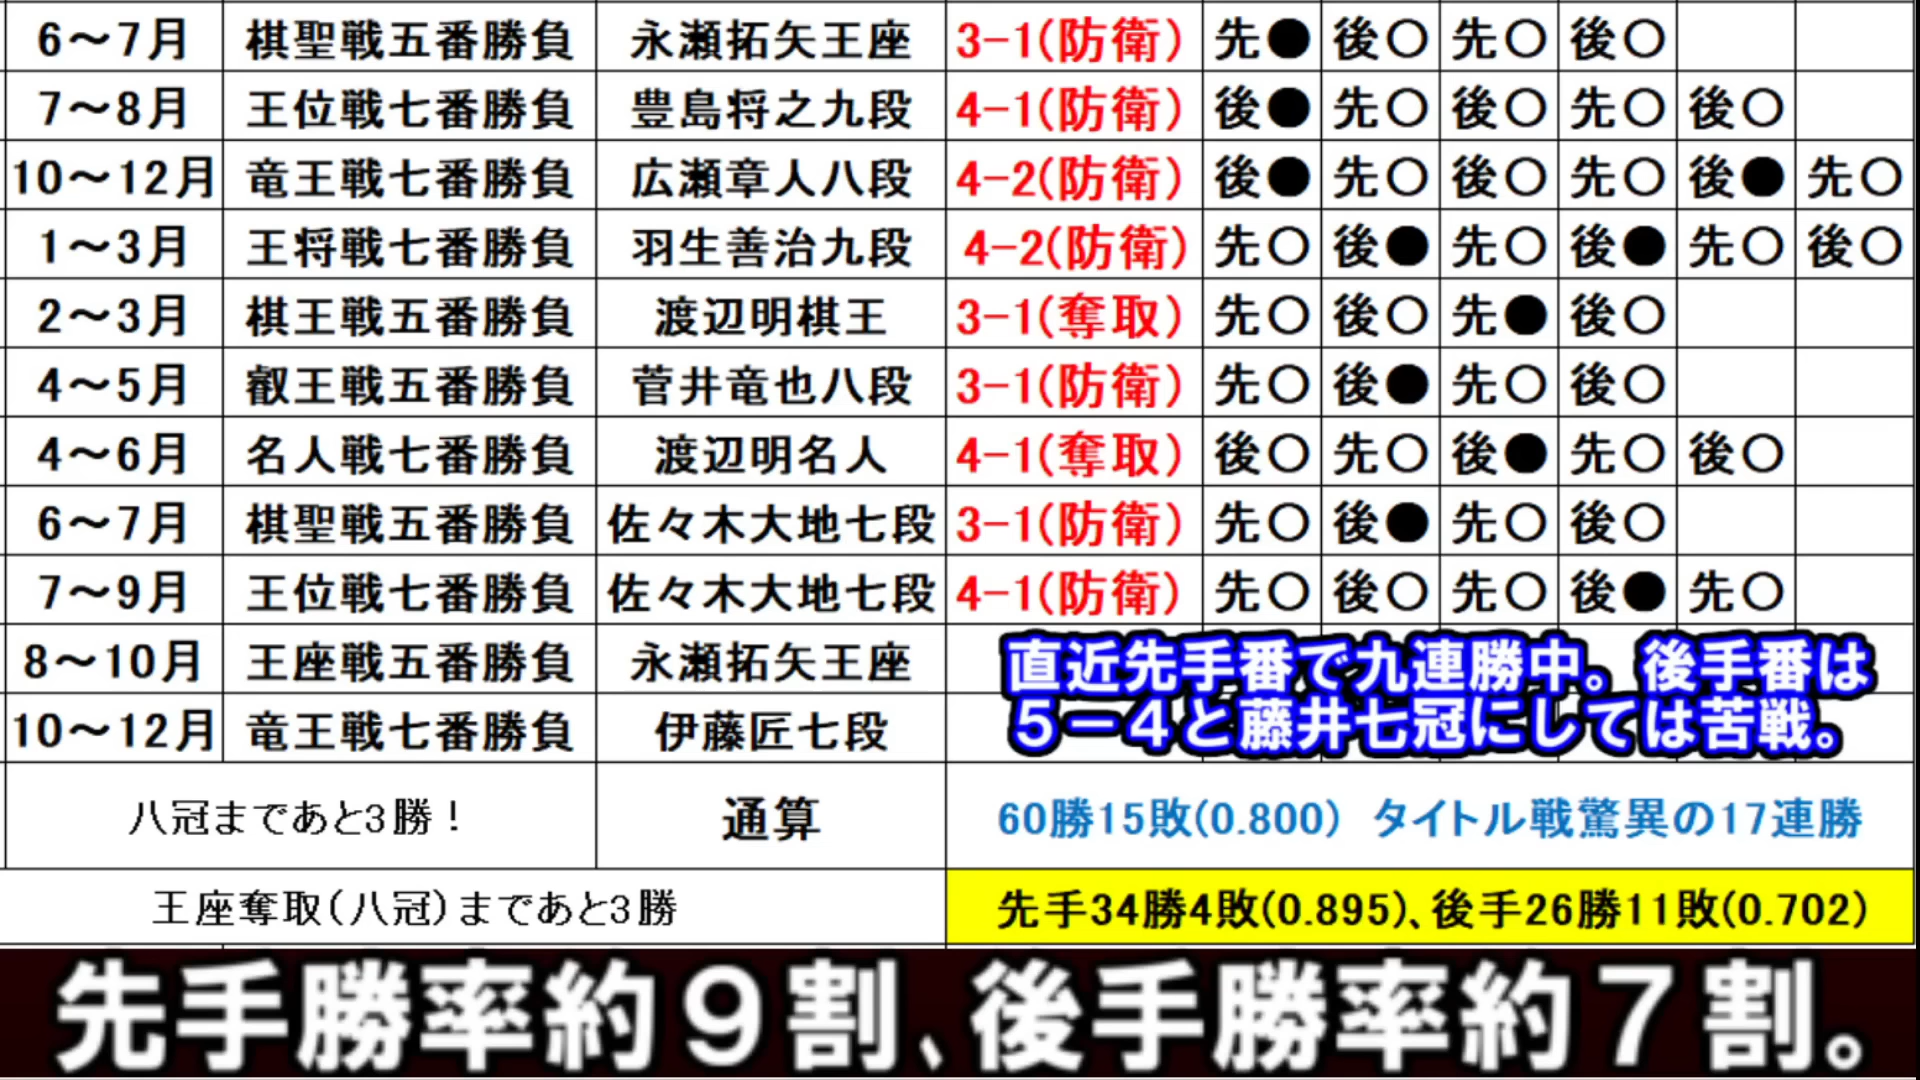 6～7月 棋聖戦五番勝負 永瀬拓矢王座 3-1(防衛) 先● 後○ 先○ 後○
7～8月 王位戦七番勝負 豊島将之九段 4-1(防衛) 後● 先○ 後○ 先○ 後○
10～12月 竜王戦七番勝負 広瀬章人八段 4-2(防衛) 後● 先○ 後○ 先○ 後● 先○
1～3月 王将戦七番勝負 羽生善治九段 4-2(防衛) 先○ 後● 先○ 後● 先○ 後○
2～3月 棋王戦五番勝負 渡辺明棋王 3-1(奪取) 先○ 後○ 先● 後○
4～5月 叡王戦五番勝負 菅井竜也八段 3-1(防衛) 先○ 後● 先○ 後○
4～6月 名人戦七番勝負 渡辺明名人 4-1(奪取) 後○ 先○ 後● 先○ 後○
6～7月 棋聖戦五番勝負 佐々木大地七段 3-1(防衛) 先○ 後● 先○ 後○
7～9月 王位戦七番勝負 佐々木大地七段 4-1(防衛) 先○ 後○ 先○ 後● 先○
8～10月 王座戦五番勝負 永瀬拓矢王座
10～12月 竜王戦七番勝負 伊藤匠七段
直近先手番で九連勝中。後手番は
５－４と藤井七冠にしては苦戦。
八冠まであと3勝！ 通算 60勝15敗(0.800) タイトル戦驚異の17連勝
王座奪取(八冠)まであと3勝 先手34勝4敗(0.895)、後手26勝11敗(0.702)
先手勝率約９割、後手勝率約７割。